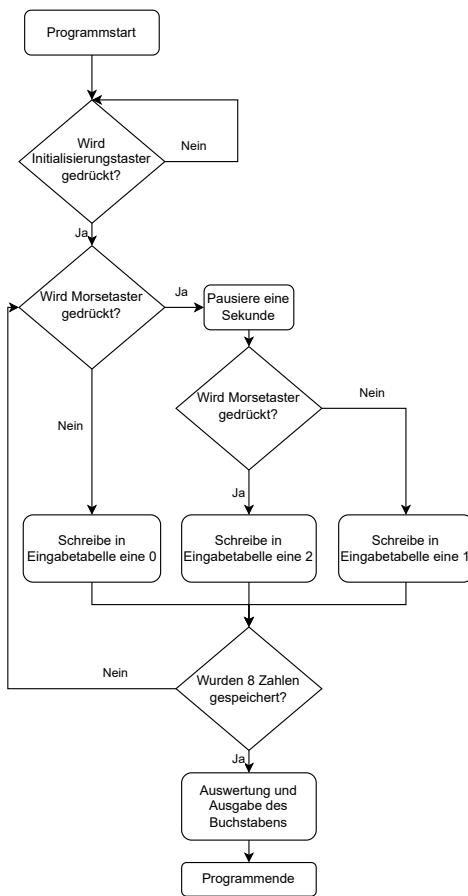 Programmstart
Wird
Initialisierungstaster
gedrückt?
Nein
Ja
Wird Morsetaster
gedrückt?
Ja
Pausiere eine
Sekunde
Wird Morsetaster
gedrückt?
Nein
Nein
Ja
Schreibe in
Eingabetabelle eine 0
Schreibe in
Eingabetabelle eine 2
Schreibe in
Eingabetabelle eine 1
Wurden 8 Zahlen
gespeichert?
Nein
Ja
Auswertung und
Ausgabe des
Buchstabens
Programmende